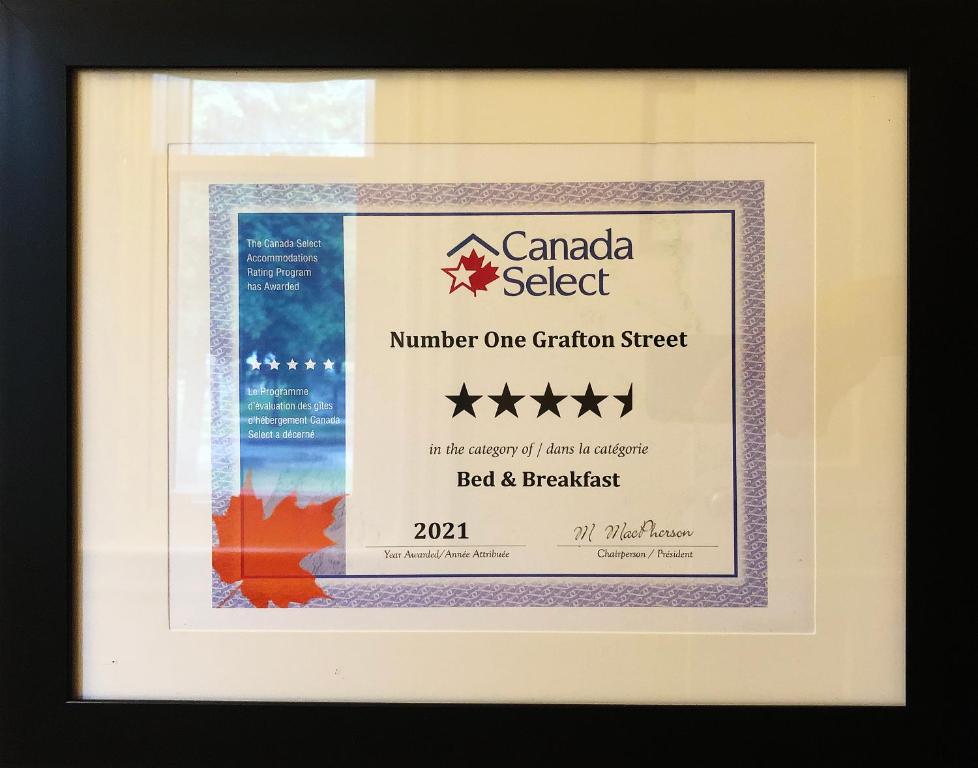 The Canada Select
Accommodations
Rating Program
has Awarded
Le Programme
d'évaluation des gîtes
d'hébergement Canada
Select a décerné
Canada
Select
Number One Grafton Street
in the category of / dans la catégorie
Bed & Breakfast
2021
Year Awarded/Année Attribuée
M MacPherson
Chairperson / Président